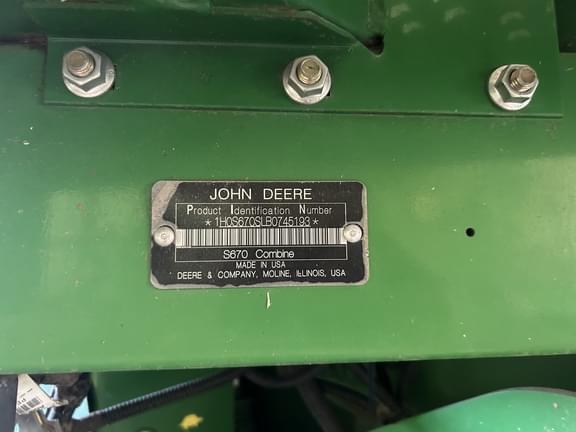 JOHN DEERE
Product Identification Number
*1H0S670SLB0745193*
S670 Combine
MADE IN USA
DEERE & COMPANY, MOLINE, ILLINOIS, USA